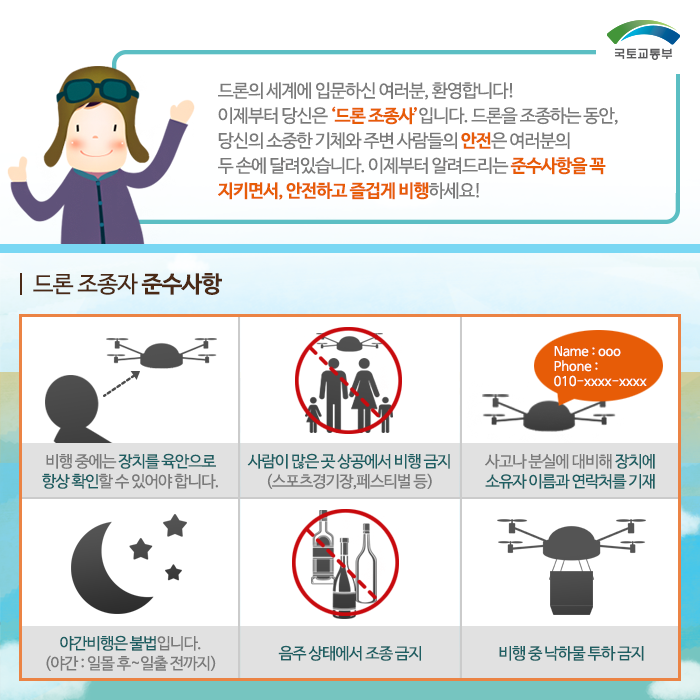 국토교통부
드론의 세계에 입문하신 여러분, 환영합니다!
이제부터 당신은 '드론 조종사'입니다. 드론을 조종하는 동안,
당신의 소중한 기체와 주변 사람들의 안전은 여러분의
두 손에 달려있습니다. 이제부터 알려드리는 준수사항을 꼭
지키면서, 안전하고 즐겁게 비행하세요!
드론 조종자 준수사항
비행 중에는 장치를 육안으로
항상 확인할 수 있어야 합니다.
사람이 많은 곳 상공에서 비행 금지
(스포츠경기장,페스티벌 등)
Name : ooo
Phone :
010-xxxx-xxxx
사고나 분실에 대비해 장치에
소유자 이름과 연락처를 기재
야간비행은 불법입니다.
(야간 : 일몰 후~일출 전까지)
음주 상태에서 조종 금지
비행 중 낙하물 투하 금지